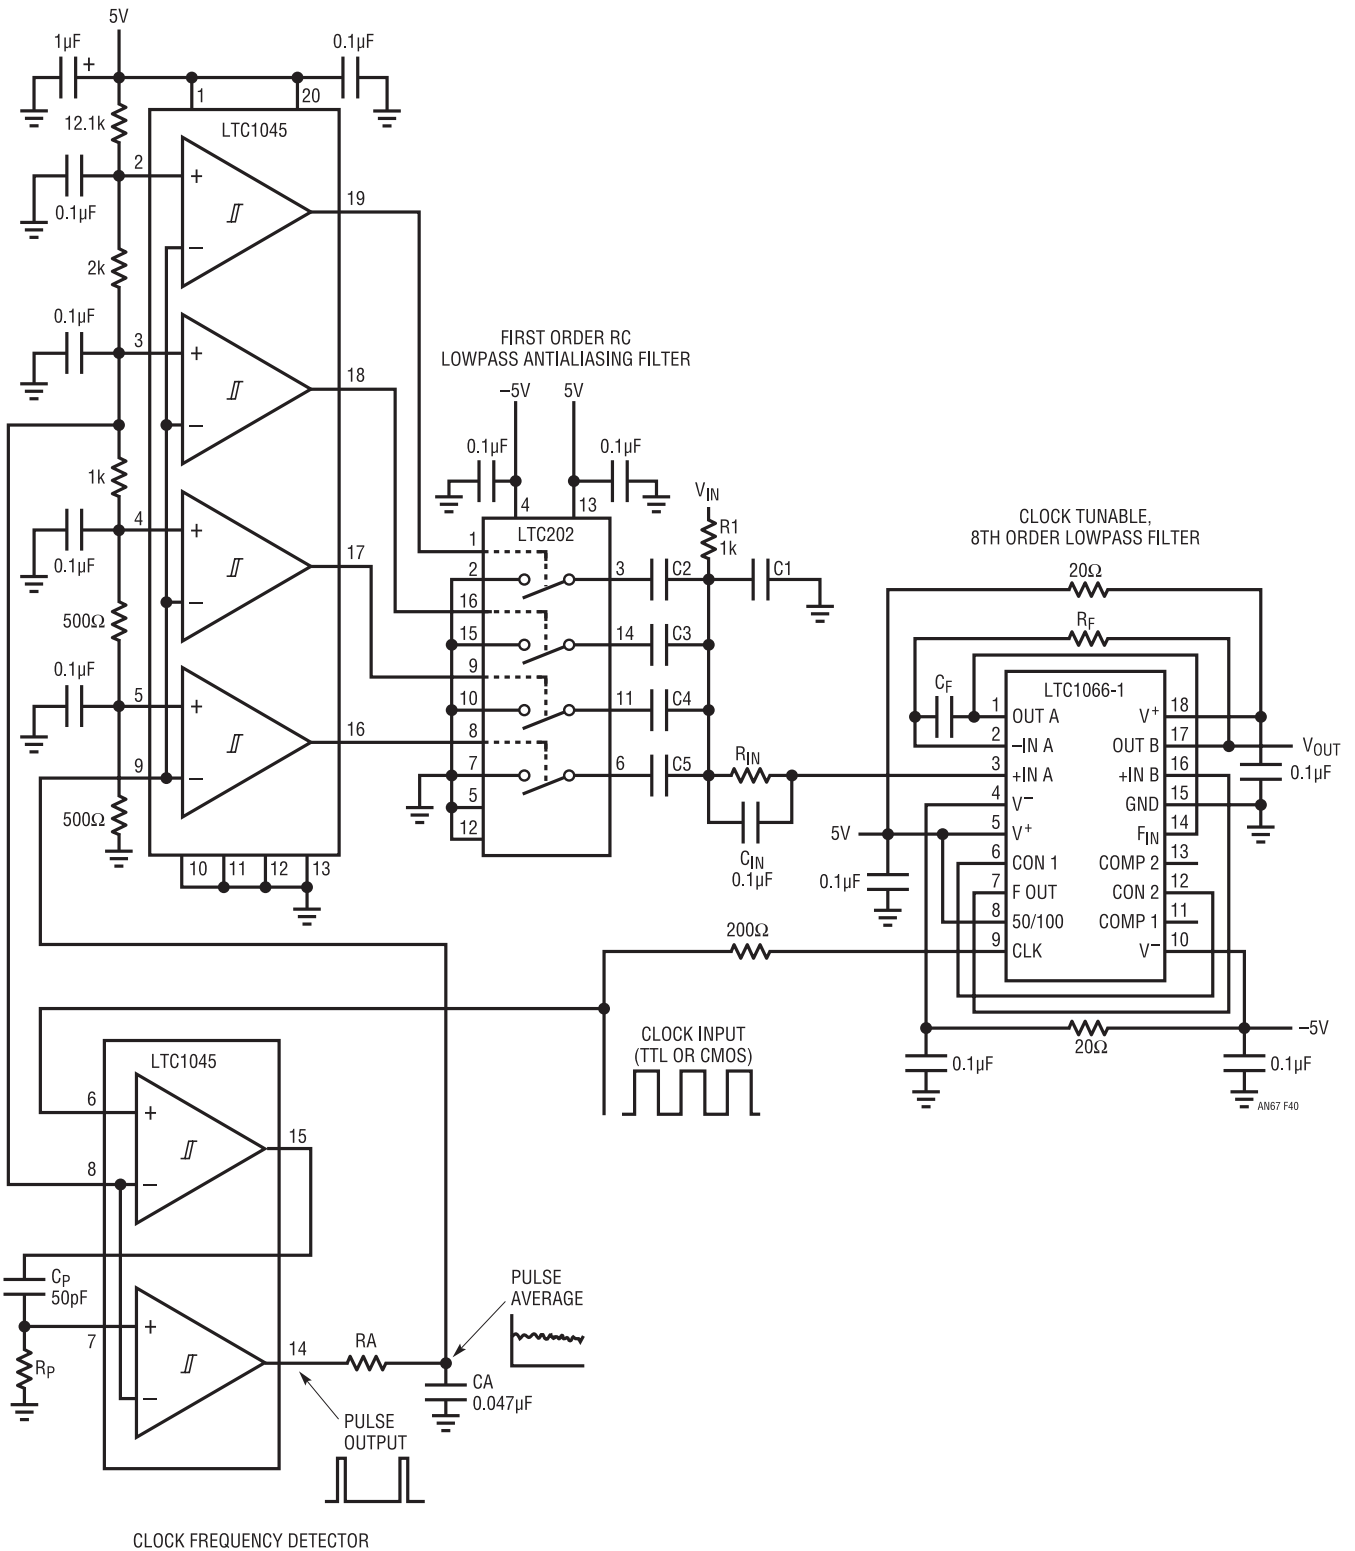 5V
1µF
+
0.1µF
1
20
12.1k
LTC1045
2
+
19
0.1µF
−
2k
0.1µF
3
+
18
−
1k
4
+
17
0.1µF
−
500Ω
0.1µF
5
+
16
9
−
500Ω
10
11
12
13
FIRST ORDER RC
LOWPASS ANTIALIASING FILTER
−5V
5V
0.1µF
0.1µF
4
13
LTC202
1
2
3
16
15
14
9
10
11
8
7
6
5
12
VIN
R1
1k
C2
C1
C3
C4
C5
RIN
CIN
0.1µF
CLOCK TUNABLE,
8TH ORDER LOWPASS FILTER
20Ω
RF
CF
LTC1066-1
1
OUT A
V+
18
2
−IN A
OUT B
17
VOUT
3
+IN A
+IN B
16
0.1µF
4
V−
GND
15
5V
5
V+
FIN
14
6
CON 1
COMP 2
13
0.1µF
7
F OUT
CON 2
12
8
50/100
COMP 1
11
200Ω
9
CLK
V−
10
−5V
20Ω
0.1µF
0.1µF
AN67 F40
CLOCK INPUT
(TTL OR CMOS)
LTC1045
6
+
15
8
−
CP
50pF
7
+
14
RP
−
RA
PULSE
AVERAGE
CA
0.047µF
PULSE
OUTPUT
CLOCK FREQUENCY DETECTOR